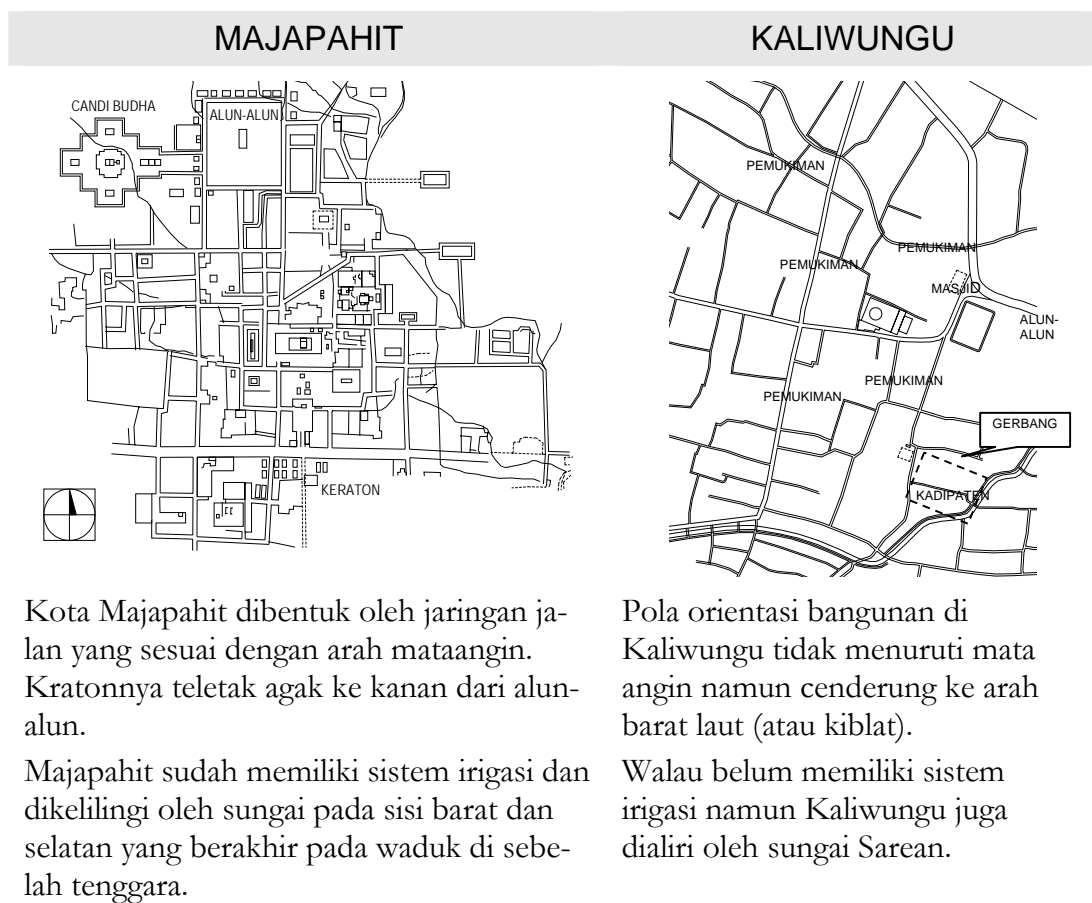 MAJAPAHIT
KALIWUNGU
CANDI BUDHA
ALUN-ALUN
KERATON
PEMUKIMAN
PEMUKIMAN
PEMUKIMAN
MASJID
ALUN-
ALUN
PEMUKIMAN
PEMUKIMAN
GERBANG
KADIPATEN
Kota Majapahit dibentuk oleh jaringan ja-
lan yang sesuai dengan arah mataangin.
Kratonnya teletak agak ke kanan dari alun-
alun.
Majapahit sudah memiliki sistem irigasi dan
dikelilingi oleh sungai pada sisi barat dan
selatan yang berakhir pada waduk di sebe-
lah tenggara.
Pola orientasi bangunan di
Kaliwungu tidak menuruti mata
angin namun cenderung ke arah
barat laut (atau kiblat).
Walau belum memiliki sistem
irigasi namun Kaliwungu juga
dialiri oleh sungai Sarean.